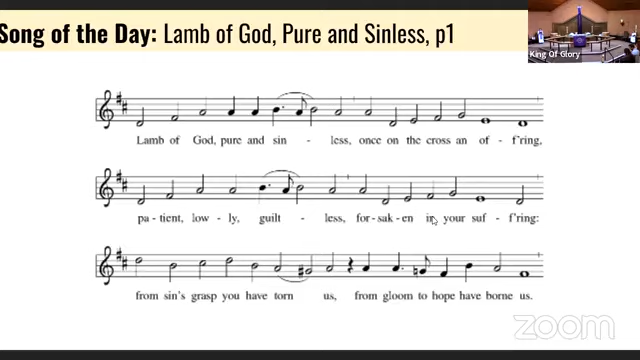 Song of the Day: Lamb of God, Pure and Sinless, p1
King Of Glory
Lamb of God, pure and sin - less, once on the cross an of - f'ring,
pa - tient, low - ly, guilt - less, for - sak - en in your suf - f'ring:
from sin's grasp you have torn us, from gloom to hope have borne us.
zoom